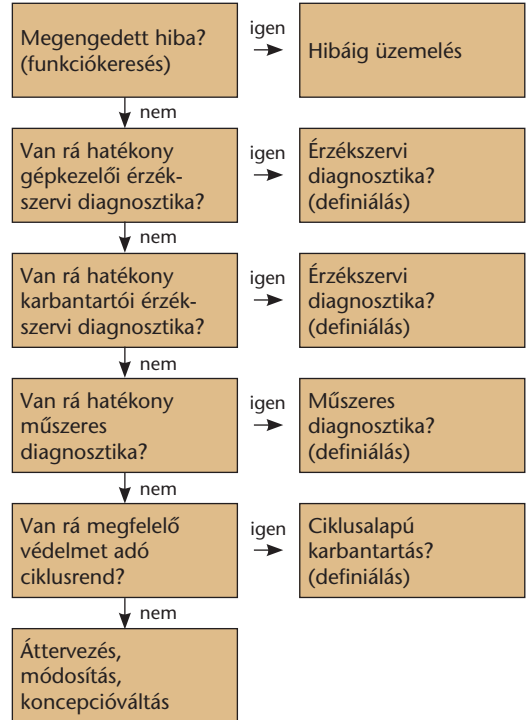 Megengedett hiba?
(funkciókeresés)
igen
Hibáig üzemelés
nem
Van rá hatékony
gépkezelői érzék-
szervi diagnosztika?
igen
Érzékszervi
diagnosztika?
(definiálás)
nem
Van rá hatékony
karbantartói érzék-
szervi diagnosztika?
igen
Érzékszervi
diagnosztika?
(definiálás)
nem
Van rá hatékony
műszeres
diagnosztika?
igen
Műszeres
diagnosztika?
(definiálás)
nem
Van rá megfelelő
védelmet adó
ciklusrend?
igen
Ciklusalapú
karbantartás?
(definiálás)
nem
Áttervezés,
módosítás,
koncepcióváltás